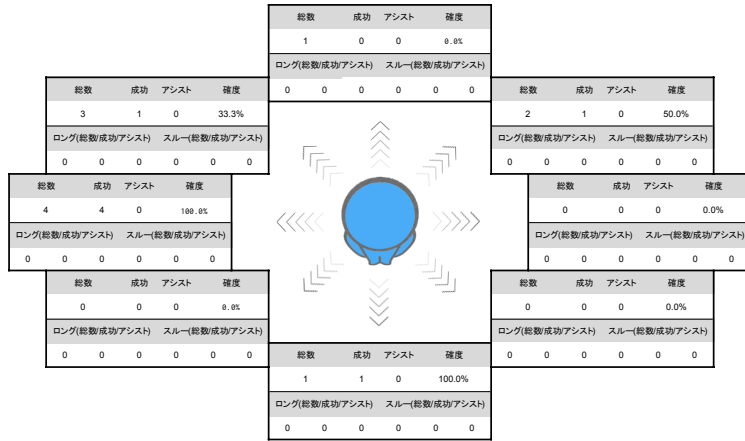 総数 成功 アシスト 確度
1 0 0 0.0%
ロング(総数/成功/アシスト) スルー(総数/成功/アシスト)
0 0 0 0 0 0
総数 成功 アシスト 確度
3 1 0 33.3%
ロング(総数/成功/アシスト) スルー(総数/成功/アシスト)
0 0 0 0 0 0
総数 成功 アシスト 確度
2 1 0 50.0%
ロング(総数/成功/アシスト) スルー(総数/成功/アシスト)
0 0 0 0 0 0
総数 成功 アシスト 確度
4 4 0 100.0%
ロング(総数/成功/アシスト) スルー(総数/成功/アシスト)
0 0 0 0 0 0
総数 成功 アシスト 確度
0 0 0 0.0%
ロング(総数/成功/アシスト) スルー(総数/成功/アシスト)
0 0 0 0 0 0
総数 成功 アシスト 確度
0 0 0 0.0%
ロング(総数/成功/アシスト) スルー(総数/成功/アシスト)
0 0 0 0 0 0
総数 成功 アシスト 確度
0 0 0 0.0%
ロング(総数/成功/アシスト) スルー(総数/成功/アシスト)
0 0 0 0 0 0
総数 成功 アシスト 確度
1 1 0 100.0%
ロング(総数/成功/アシスト) スルー(総数/成功/アシスト)
0 0 0 0 0 0